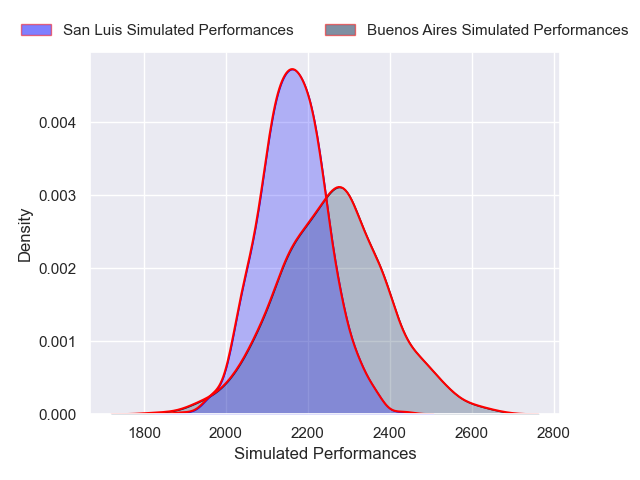 San Luis Simulated Performances
Buenos Aires Simulated Performances
0.004
0.003
0.002
0.001
0.000
Density
1800
2000
2200
2400
2600
2800
Simulated Performances